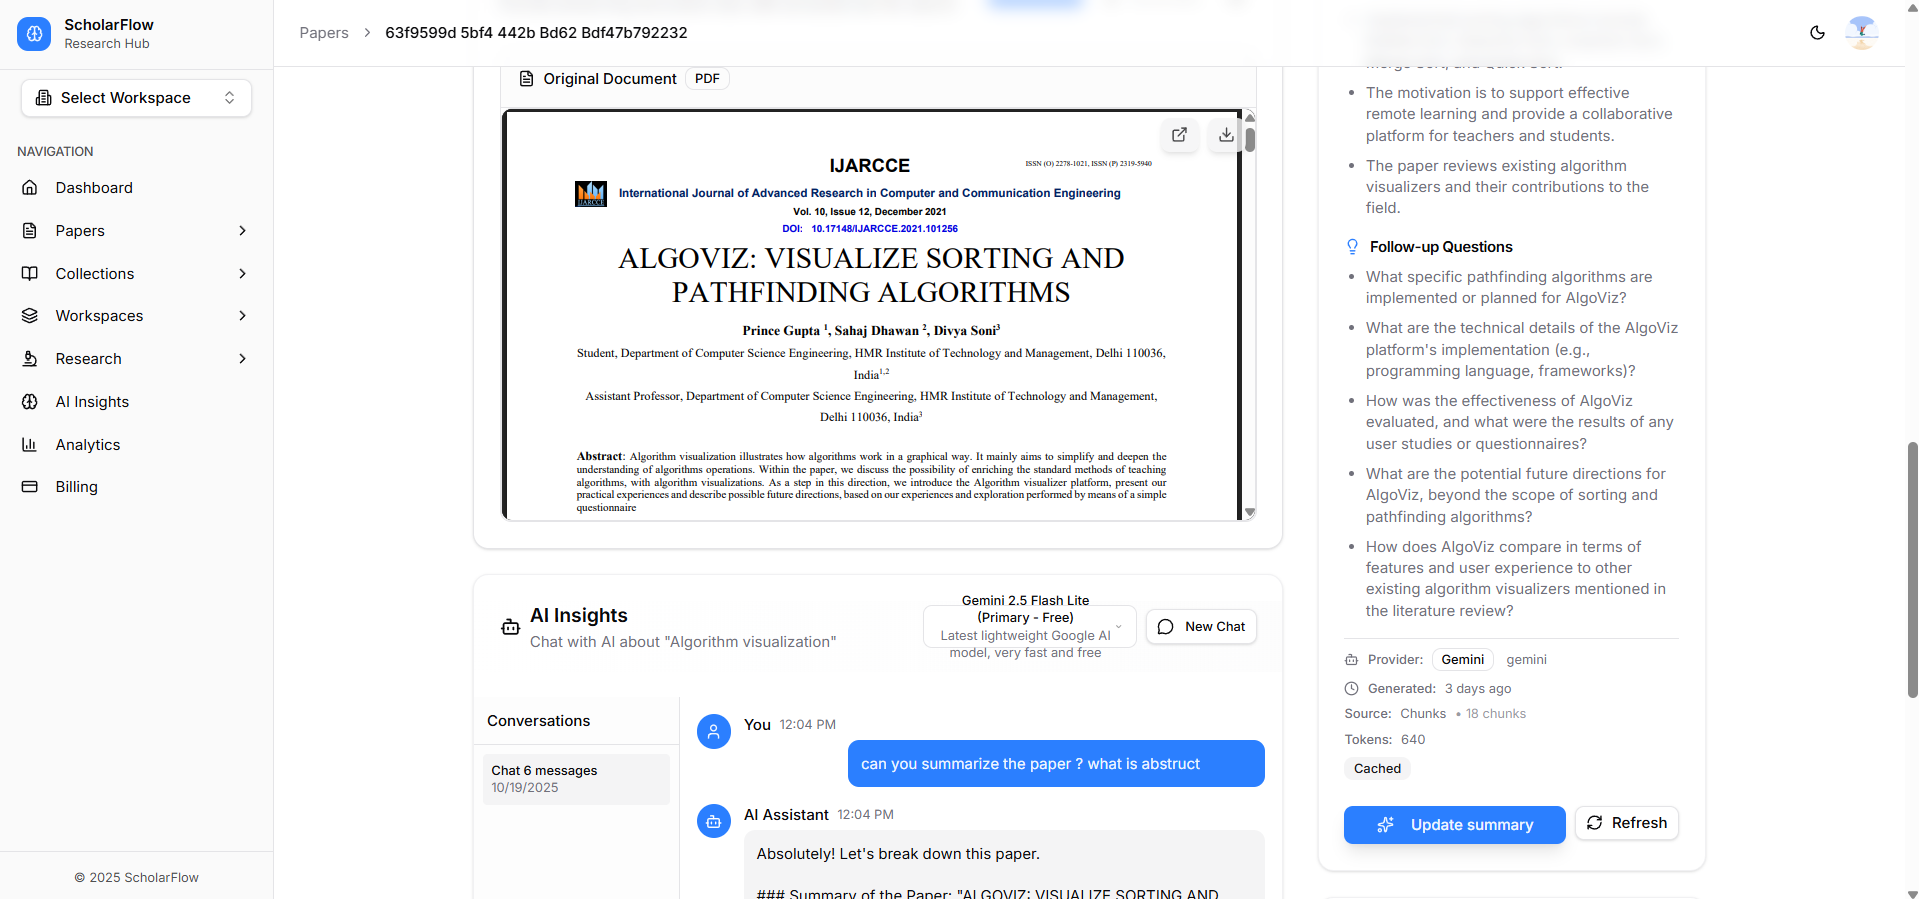 ScholarFlow
Research Hub
Select Workspace
NAVIGATION
Dashboard
Papers
Collections
Workspaces
Research
AI Insights
Analytics
Billing
© 2025 ScholarFlow
Papers > 63f9599d 5bf4 442b Bd62 Bdf47b792232
Original Document PDF
IJARCCE
ISSN (O) 2278-1021, ISSN (P) 2319-5940
IJARCCE
International Journal of Advanced Research in Computer and Communication Engineering
Vol. 10, Issue 12, December 2021
DOI: 10.17148/IJARCCE.2021.101256
ALGOVIZ: VISUALIZE SORTING AND
PATHFINDING ALGORITHMS
Prince Gupta 1, Sahaj Dhawan 2, Divya Soni3
Student, Department of Computer Science Engineering, HMR Institute of Technology and Management, Delhi 110036,
India1,2
Assistant Professor, Department of Computer Science Engineering, HMR Institute of Technology and Management,
Delhi 110036, India3
Abstract: Algorithm visualization illustrates how algorithms work in a graphical way. It mainly aims to simplify and deepen the
understanding of algorithms operations. Within the paper, we discuss the possibility of enriching the standard methods of teaching
algorithms, with algorithm visualizations. As a step in this direction, we introduce the Algorithm visualizer platform, present our
practical experiences and describe possible future directions, based on our experiences and exploration performed by means of a simple
questionnaire
AI Insights
Chat with AI about "Algorithm visualization"
Gemini 2.5 Flash Lite
(Primary - Free)
Latest lightweight Google AI
model, very fast and free
New Chat
Conversations
Chat 6 messages
10/19/2025
You 12:04 PM
can you summarize the paper ? what is abstruct
AI Assistant 12:04 PM
Absolutely! Let's break down this paper.
### Summary of the Paper: "ALGOVIZ: VISUALIZE SORTING AND
Merge Sort, and Quick Sort.
• The motivation is to support effective
remote learning and provide a collaborative
platform for teachers and students.
• The paper reviews existing algorithm
visualizers and their contributions to the
field.
Follow-up Questions
• What specific pathfinding algorithms are
implemented or planned for AlgoViz?
• What are the technical details of the AlgoViz
platform's implementation (e.g.,
programming language, frameworks)?
• How was the effectiveness of AlgoViz
evaluated, and what were the results of any
user studies or questionnaires?
• What are the potential future directions for
AlgoViz, beyond the scope of sorting and
pathfinding algorithms?
• How does AlgoViz compare in terms of
features and user experience to other
existing algorithm visualizers mentioned in
the literature review?
Provider: Gemini gemini
Generated: 3 days ago
Source: Chunks • 18 chunks
Tokens: 640
Cached
Update summary
Refresh